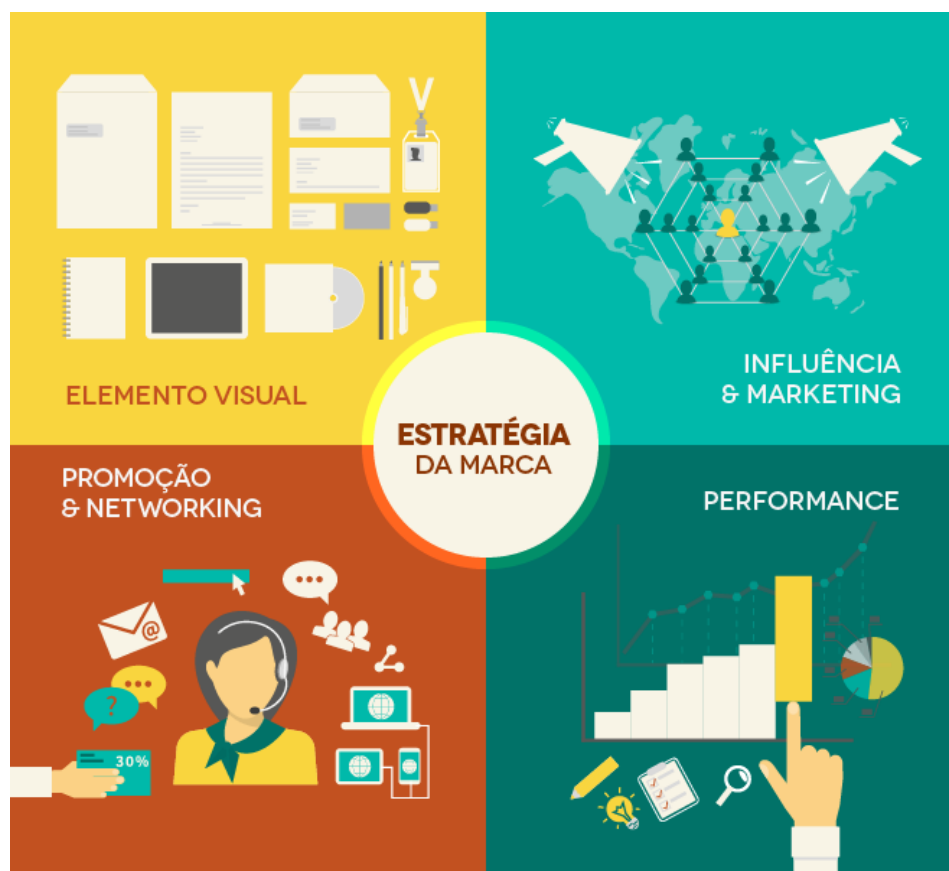 ELEMENTO VISUAL
INFLUÊNCIA
& MARKETING
ESTRATÉGIA
DA MARCA
PROMOÇÃO
& NETWORKING
PERFORMANCE
@
?
30%